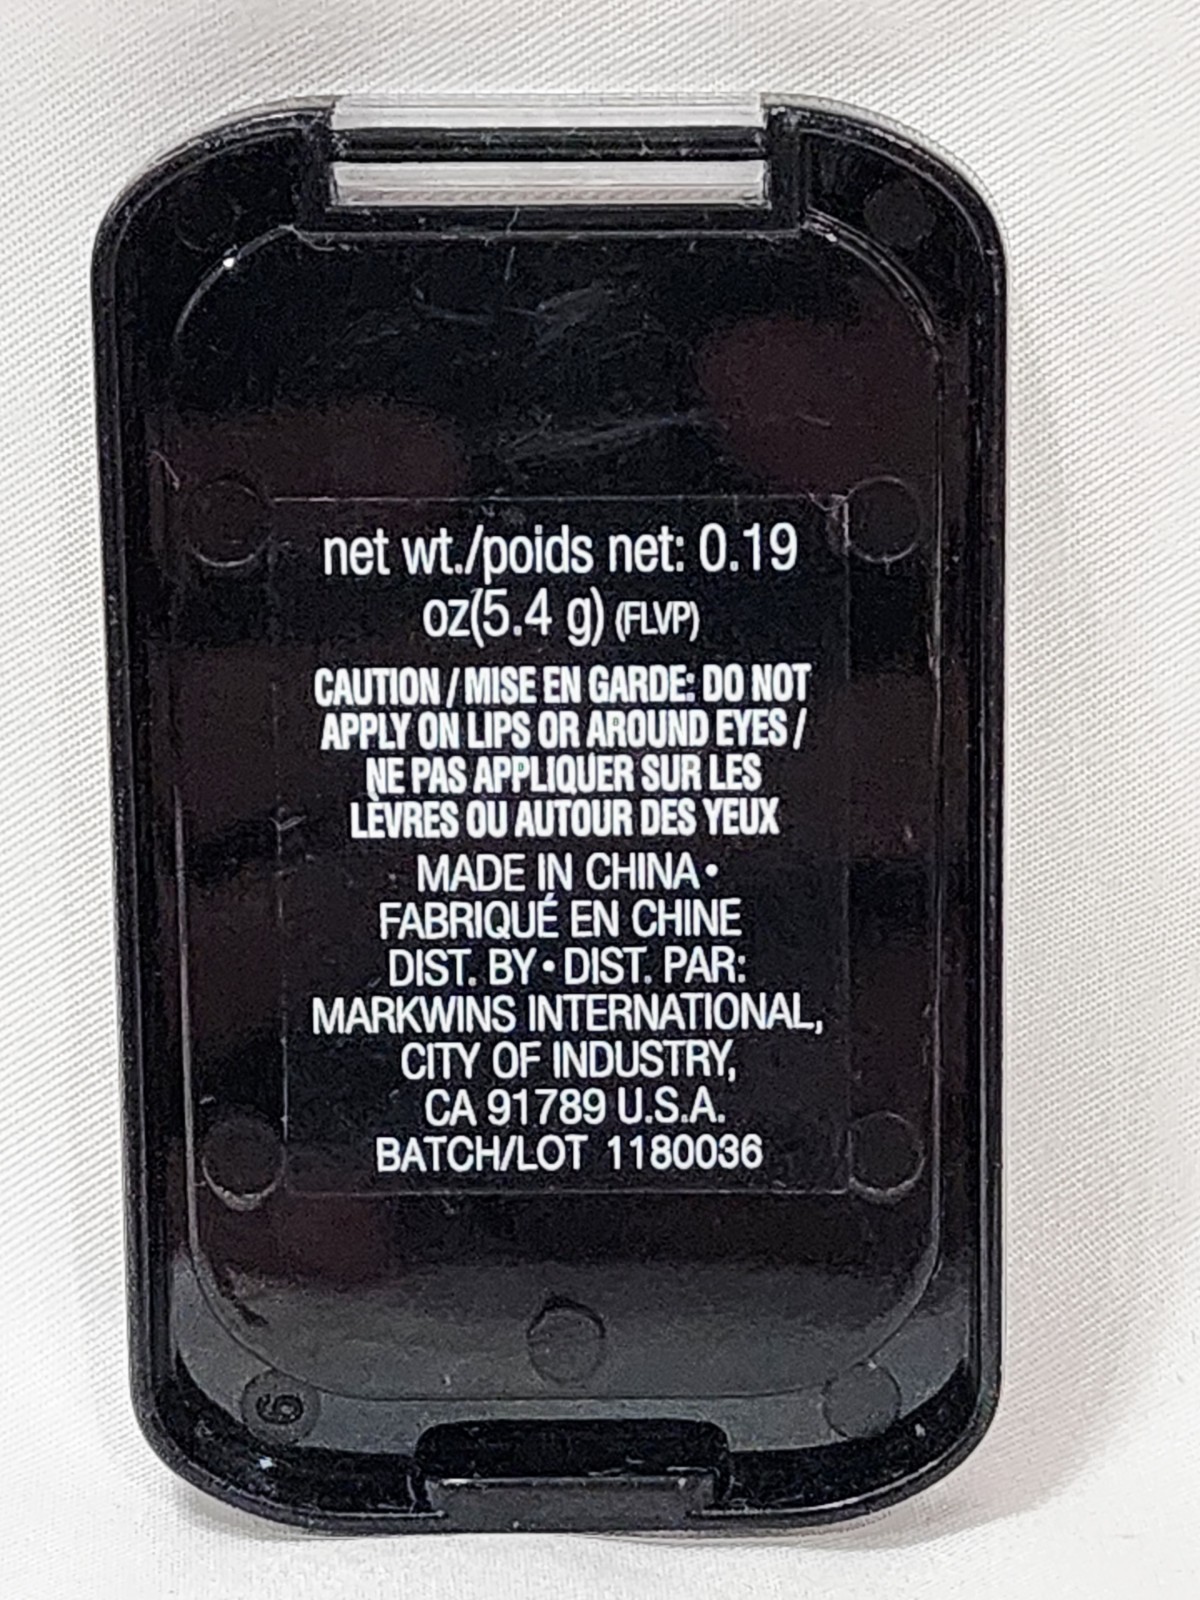 net wt./poids net: 0.19
oz(5.4 g) (FLVP)
CAUTION / MISE EN GARDE: DO NOT
APPLY ON LIPS OR AROUND EYES /
NE PAS APPLIQUER SUR LES
LÈVRES OU AUTOUR DES YEUX
MADE IN CHINA •
FABRIQUÉ EN CHINE
DIST. BY • DIST. PAR:
MARKWINS INTERNATIONAL,
CITY OF INDUSTRY,
CA 91789 U.S.A.
BATCH/LOT 1180036